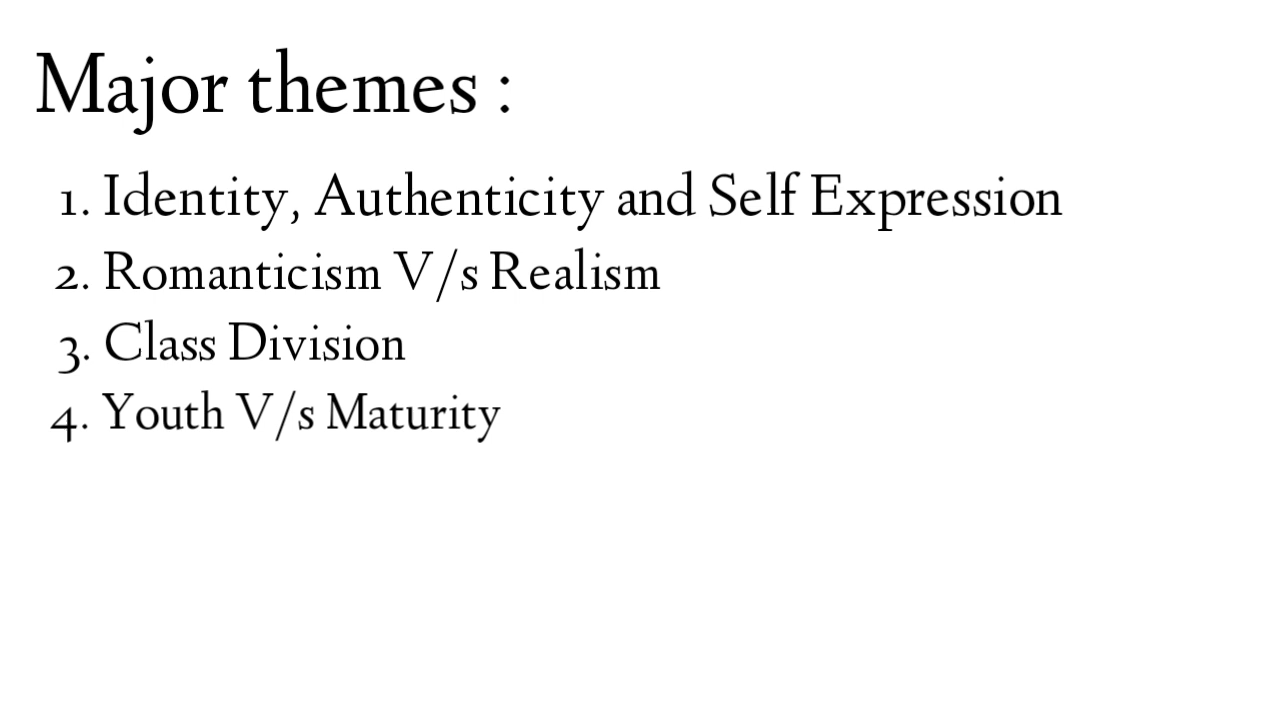 Major themes :
1. Identity, Authenticity and Self Expression
2. Romanticism V/s Realism
3. Class Division
4. Youth V/s Maturity